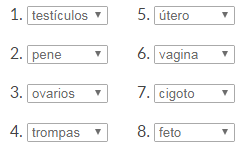 1. testículos
2. pene
3. ovarios
4. trompas
5. útero
6. vagina
7. cigoto
8. feto